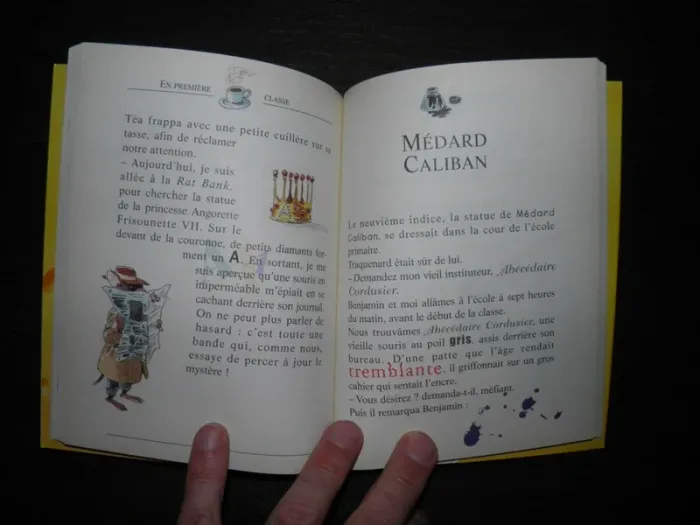 EN PREMIÈRE CLASSE
Téa frappa avec une petite cuillère sur sa
tasse, afin de réclamer
notre attention.
– Aujourd'hui, je suis
allée à la Rat Bank,
pour chercher la statue
de la princesse Angorette
Frisounette VII. Sur le
devant de la couronne, de petits diamants for-
ment un A. En sortant, je me
suis aperçue qu'une souris en
imperméable m'épiait en se
cachant derrière son journal.
On ne peut plus parler de
hasard : c'est toute une
bande qui, comme nous,
essaye de percer à jour le
mystère !
MÉDARD
CALIBAN
Le neuvième indice, la statue de Médard
Caliban, se dressait dans la cour de l'école
primaire.
Traquenard était sûr de lui.
– Demandez mon vieil instituteur, Abécédaire
Cordusier.
Benjamin et moi allâmes à l'école à sept heures
du matin, avant le début de la classe.
Nous trouvâmes Abécédaire Cordusier, une
vieille souris au poil gris, assis derrière son
bureau. D'une patte que l'âge rendait
tremblante, il griffonnait sur un gros
cahier qui sentait l'encre.
– Vous désirez ? demanda-t-il, méfiant.
Puis il remarqua Benjamin :